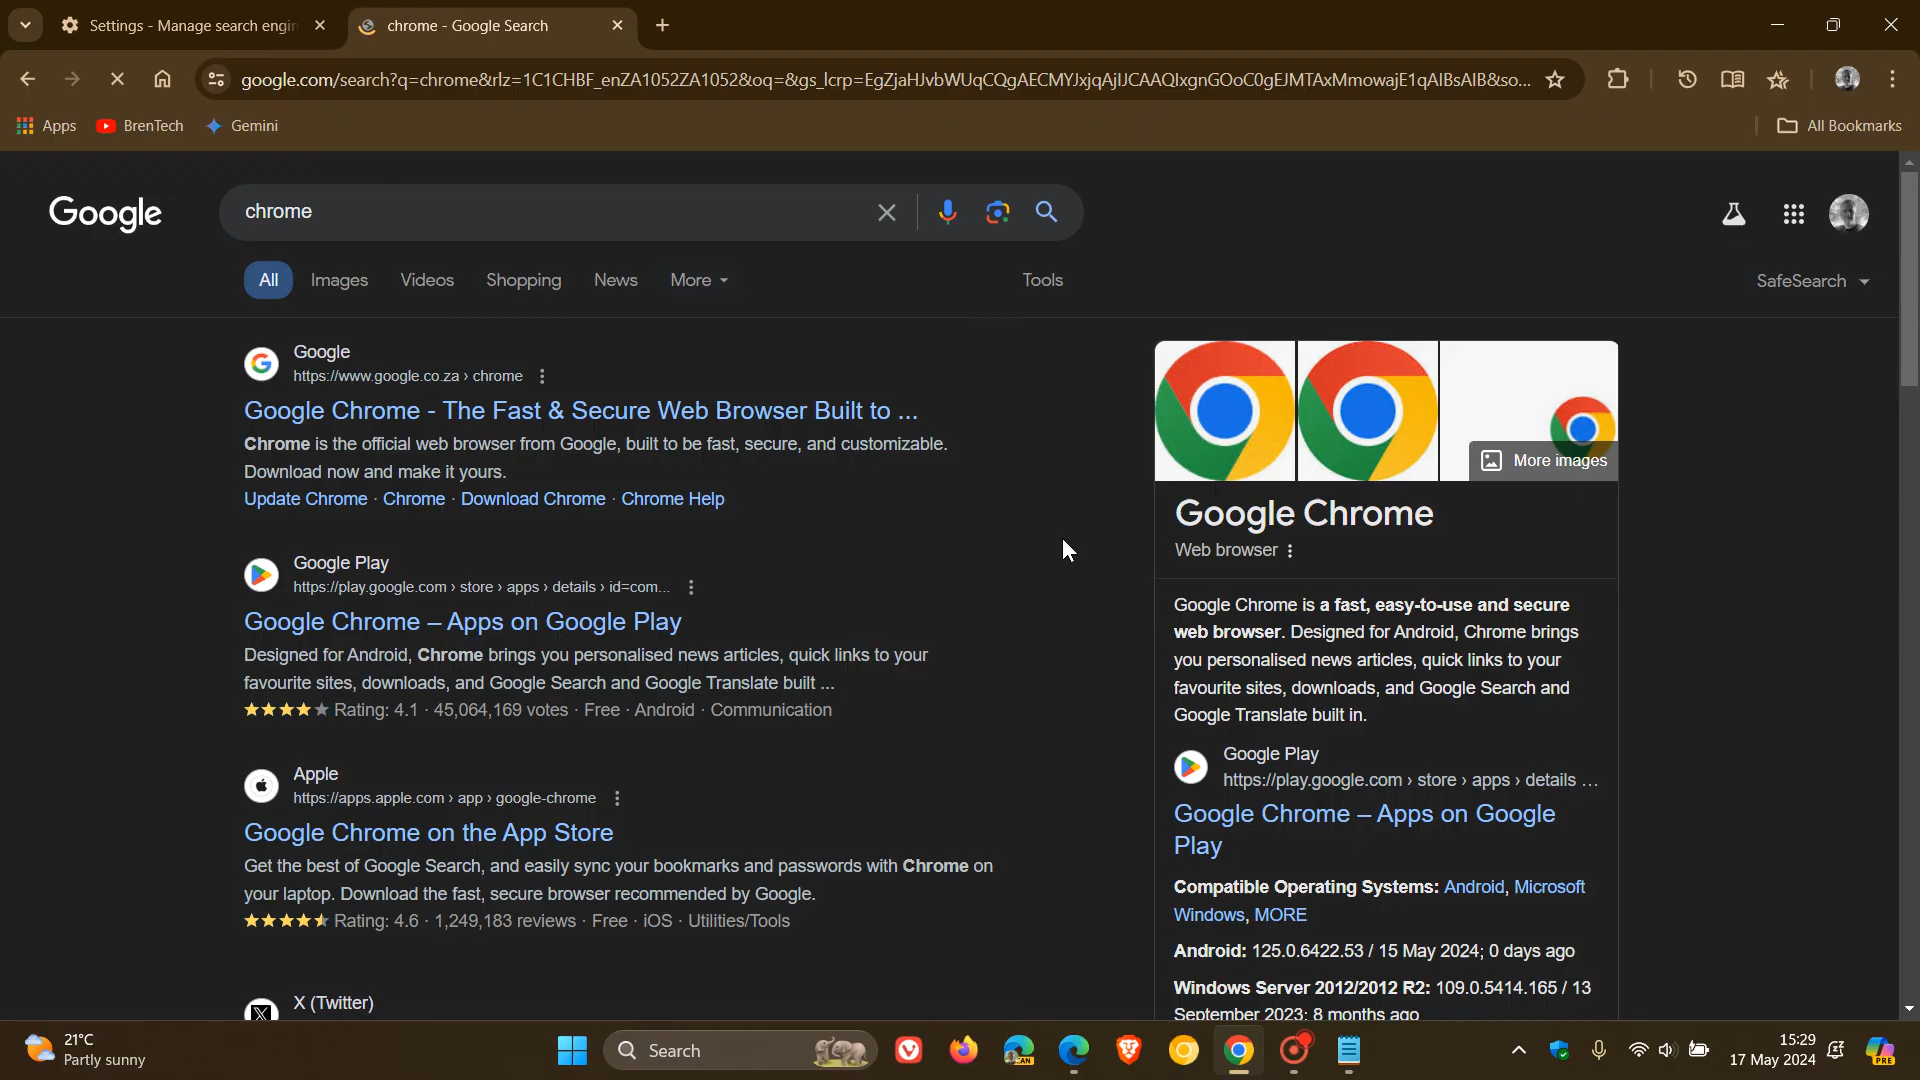 Settings - Manage search engin
chrome - Google Search
google.com/search?q=chrome&rlz=1C1CHBF_enZA1052ZA1052&oq=&gs_lcrp=EgZjaHJvbWUqCQgAECMYJxjqAjIJCAAQIxgnGOoC0gEJMTAxMmowajE1qAIBsAIB&so...
Apps
BrenTech
Gemini
All Bookmarks
Google
chrome
All
Images
Videos
Shopping
News
More
Tools
SafeSearch
Google
https://www.google.co.za › chrome
Google Chrome - The Fast & Secure Web Browser Built to ...
Chrome is the official web browser from Google, built to be fast, secure, and customizable.
Download now and make it yours.
Update Chrome · Chrome · Download Chrome · Chrome Help
Google Play
https://play.google.com › store › apps › details › id=com...
Google Chrome – Apps on Google Play
Designed for Android, Chrome brings you personalised news articles, quick links to your
favourite sites, downloads, and Google Search and Google Translate built ...
Rating: 4.1 · 45,064,169 votes · Free · Android · Communication
Apple
https://apps.apple.com › app › google-chrome
Google Chrome on the App Store
Get the best of Google Search, and easily sync your bookmarks and passwords with Chrome on
your laptop. Download the fast, secure browser recommended by Google.
Rating: 4.6 · 1,249,183 reviews · Free · iOS · Utilities/Tools
X (Twitter)
More images
Google Chrome
Web browser
Google Chrome is a fast, easy-to-use and secure
web browser. Designed for Android, Chrome brings
you personalised news articles, quick links to your
favourite sites, downloads, and Google Search and
Google Translate built in.
Google Play
https://play.google.com › store › apps › details ...
Google Chrome – Apps on Google
Play
Compatible Operating Systems: Android, Microsoft
Windows, MORE
Android: 125.0.6422.53 / 15 May 2024; 0 days ago
Windows Server 2012/2012 R2: 109.0.5414.165 / 13
September 2023; 8 months ago
21°C
Partly sunny
Search
CAN
15:29
17 May 2024
PRE